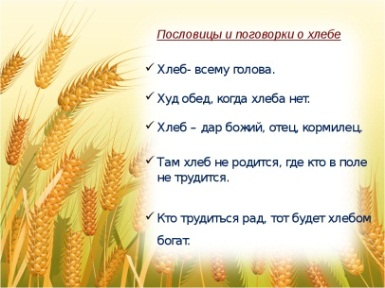 Пословицы и поговорки о хлебе
Хлеб- всему голова.
Худ обед, когда хлеба нет.
Хлеб – дар божий, отец, кормилец.
Там хлеб не родится, где кто в поле
не трудится.
Кто трудиться рад, тот будет хлебом
богат.